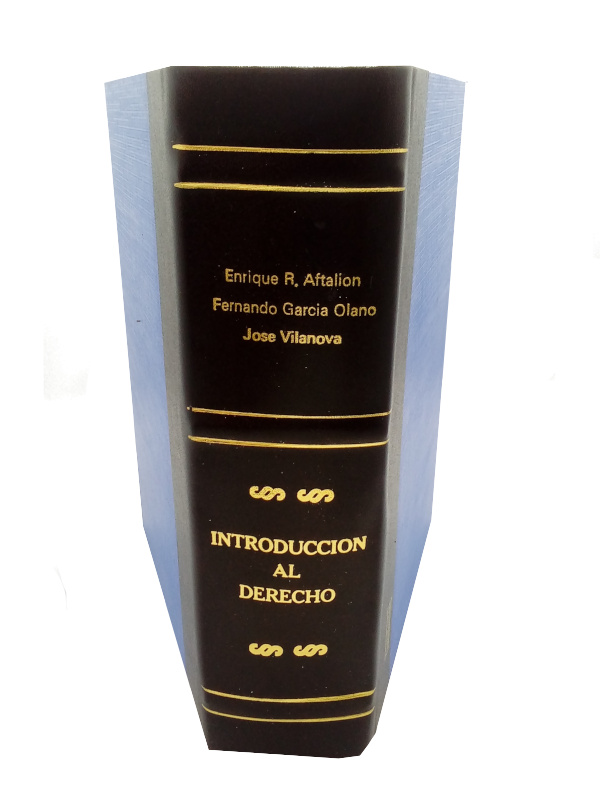 Enrique R. Aftalion
Fernando Garcia Olano
Jose Vilanova
INTRODUCCION
AL
DERECHO